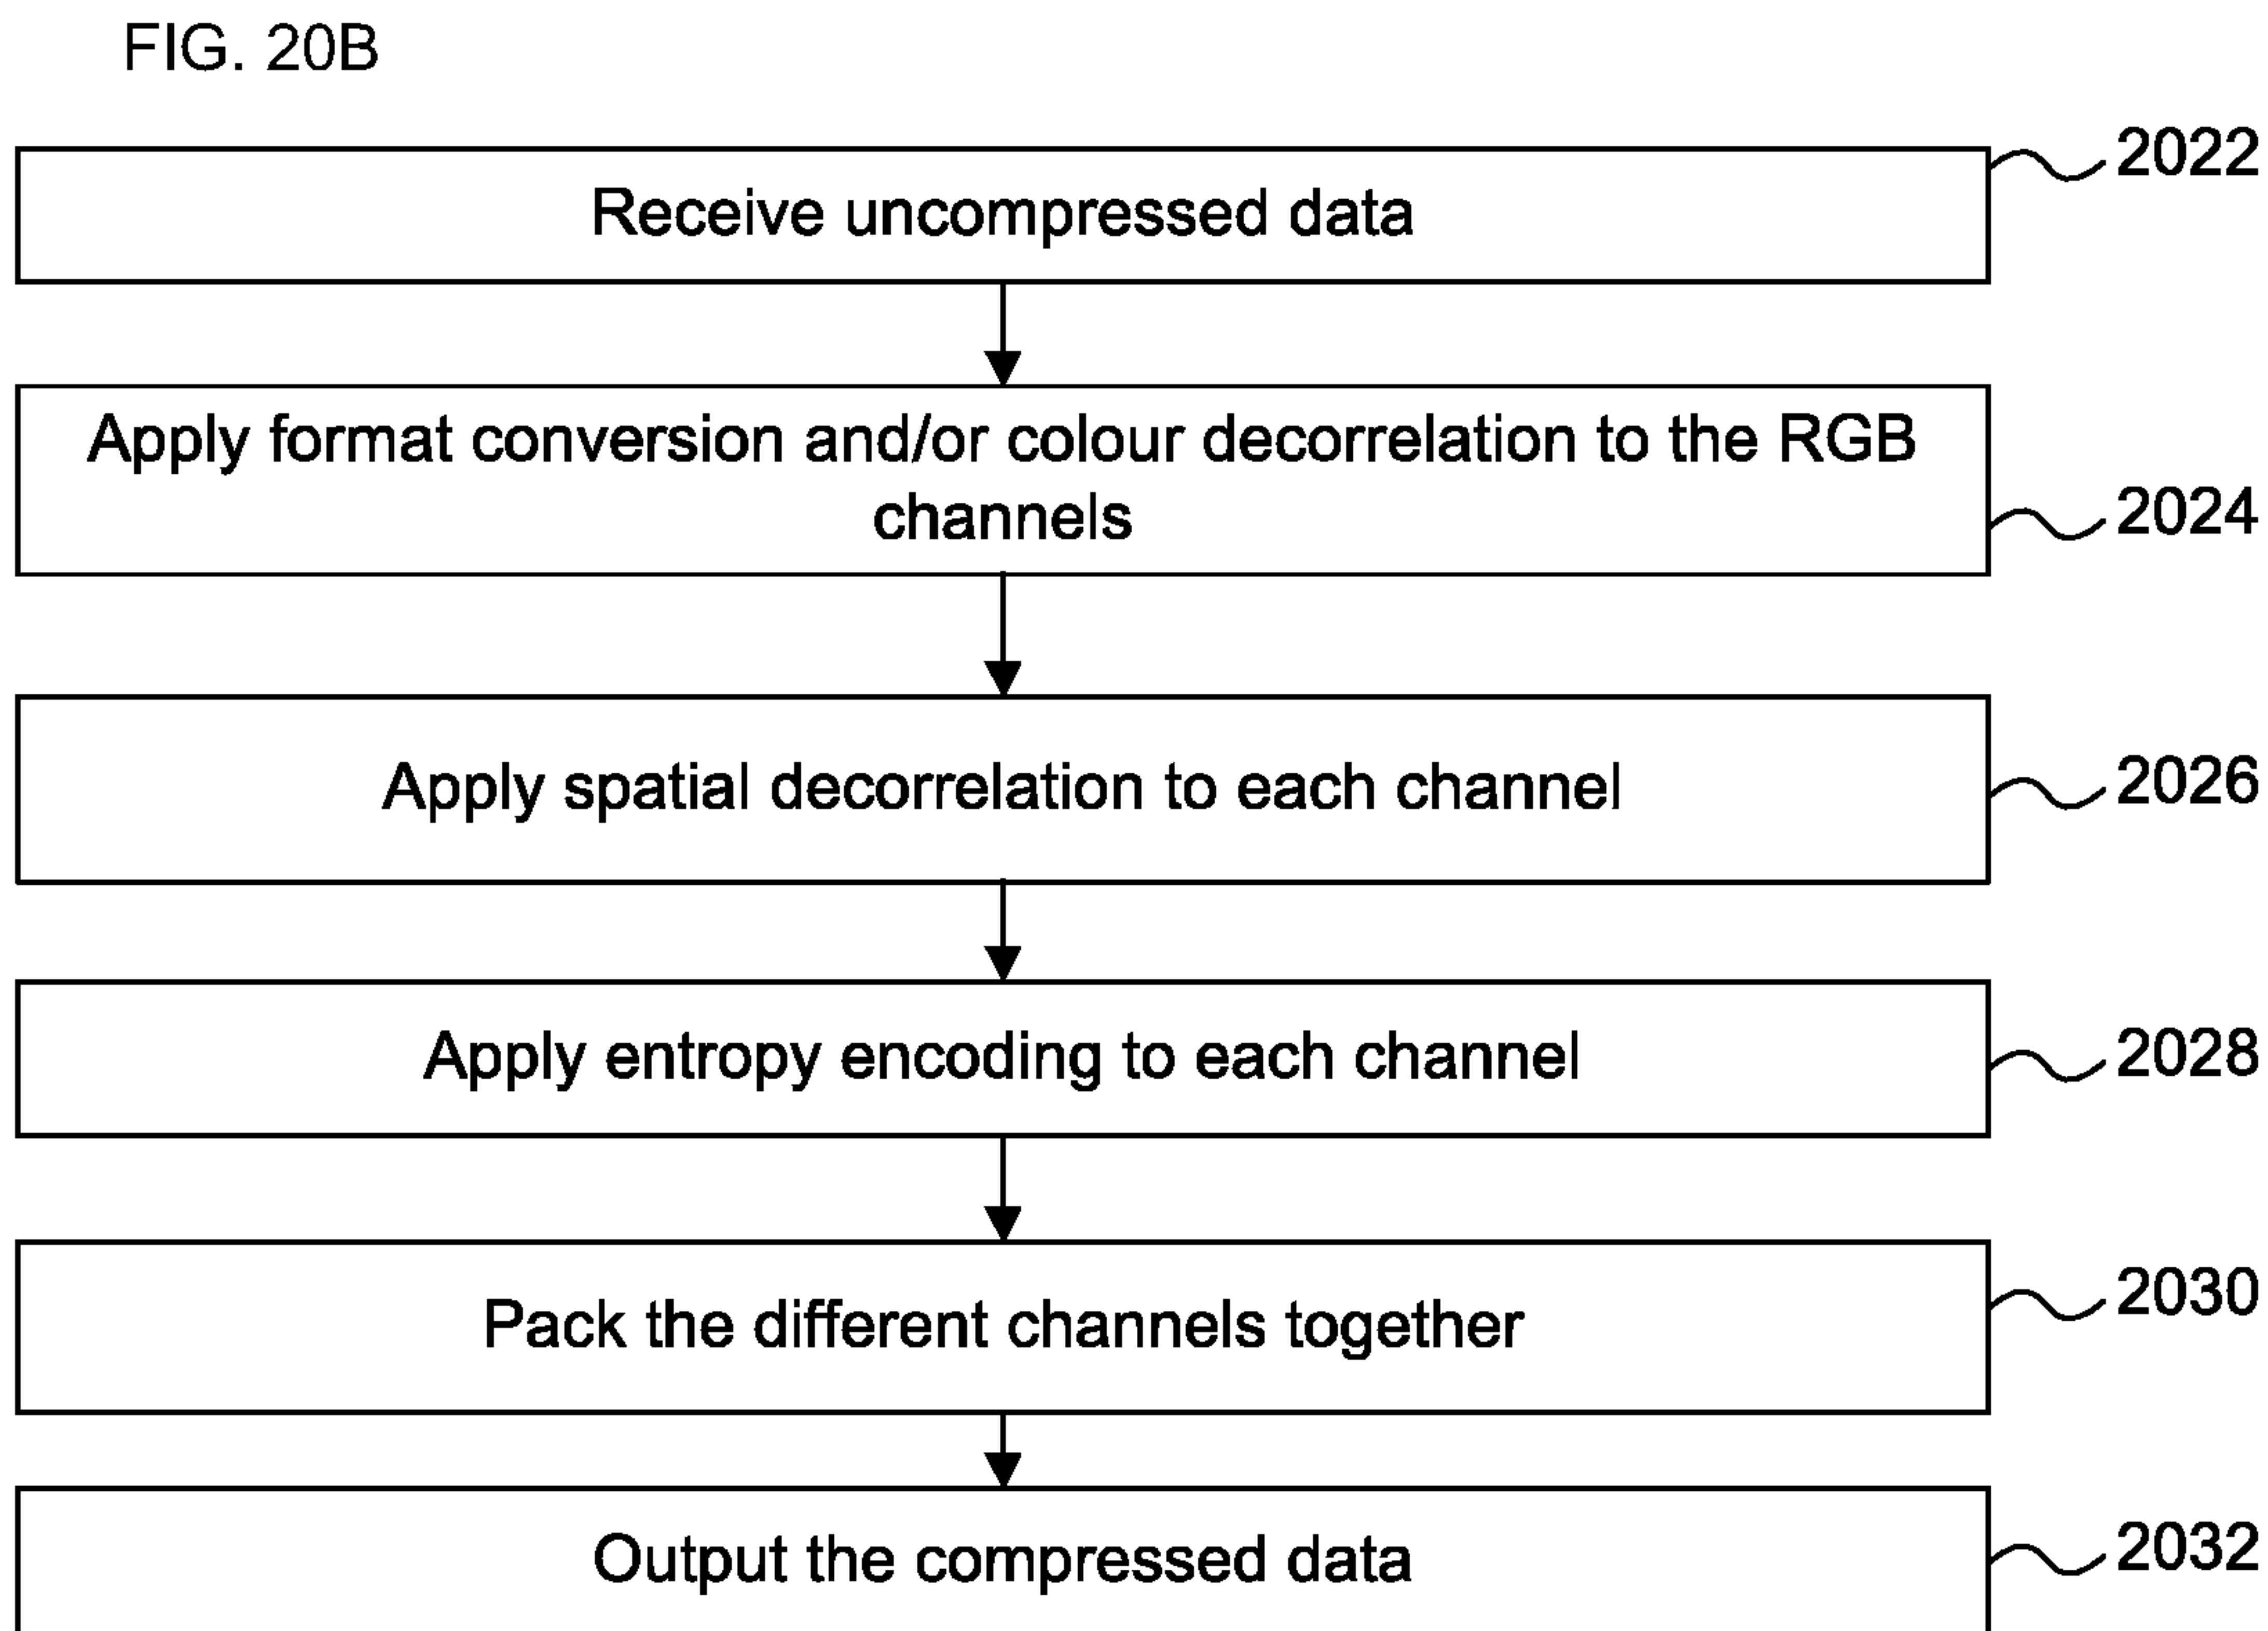 FIG. 20B
2022
Receive uncompressed data
Apply format conversion and/or colour decorrelation to the RGB
channels
2024
Apply spatial decorrelation to each channel
2026
Apply entropy encoding to each channel
2028
Pack the different channels together
2030
Output the compressed data
2032